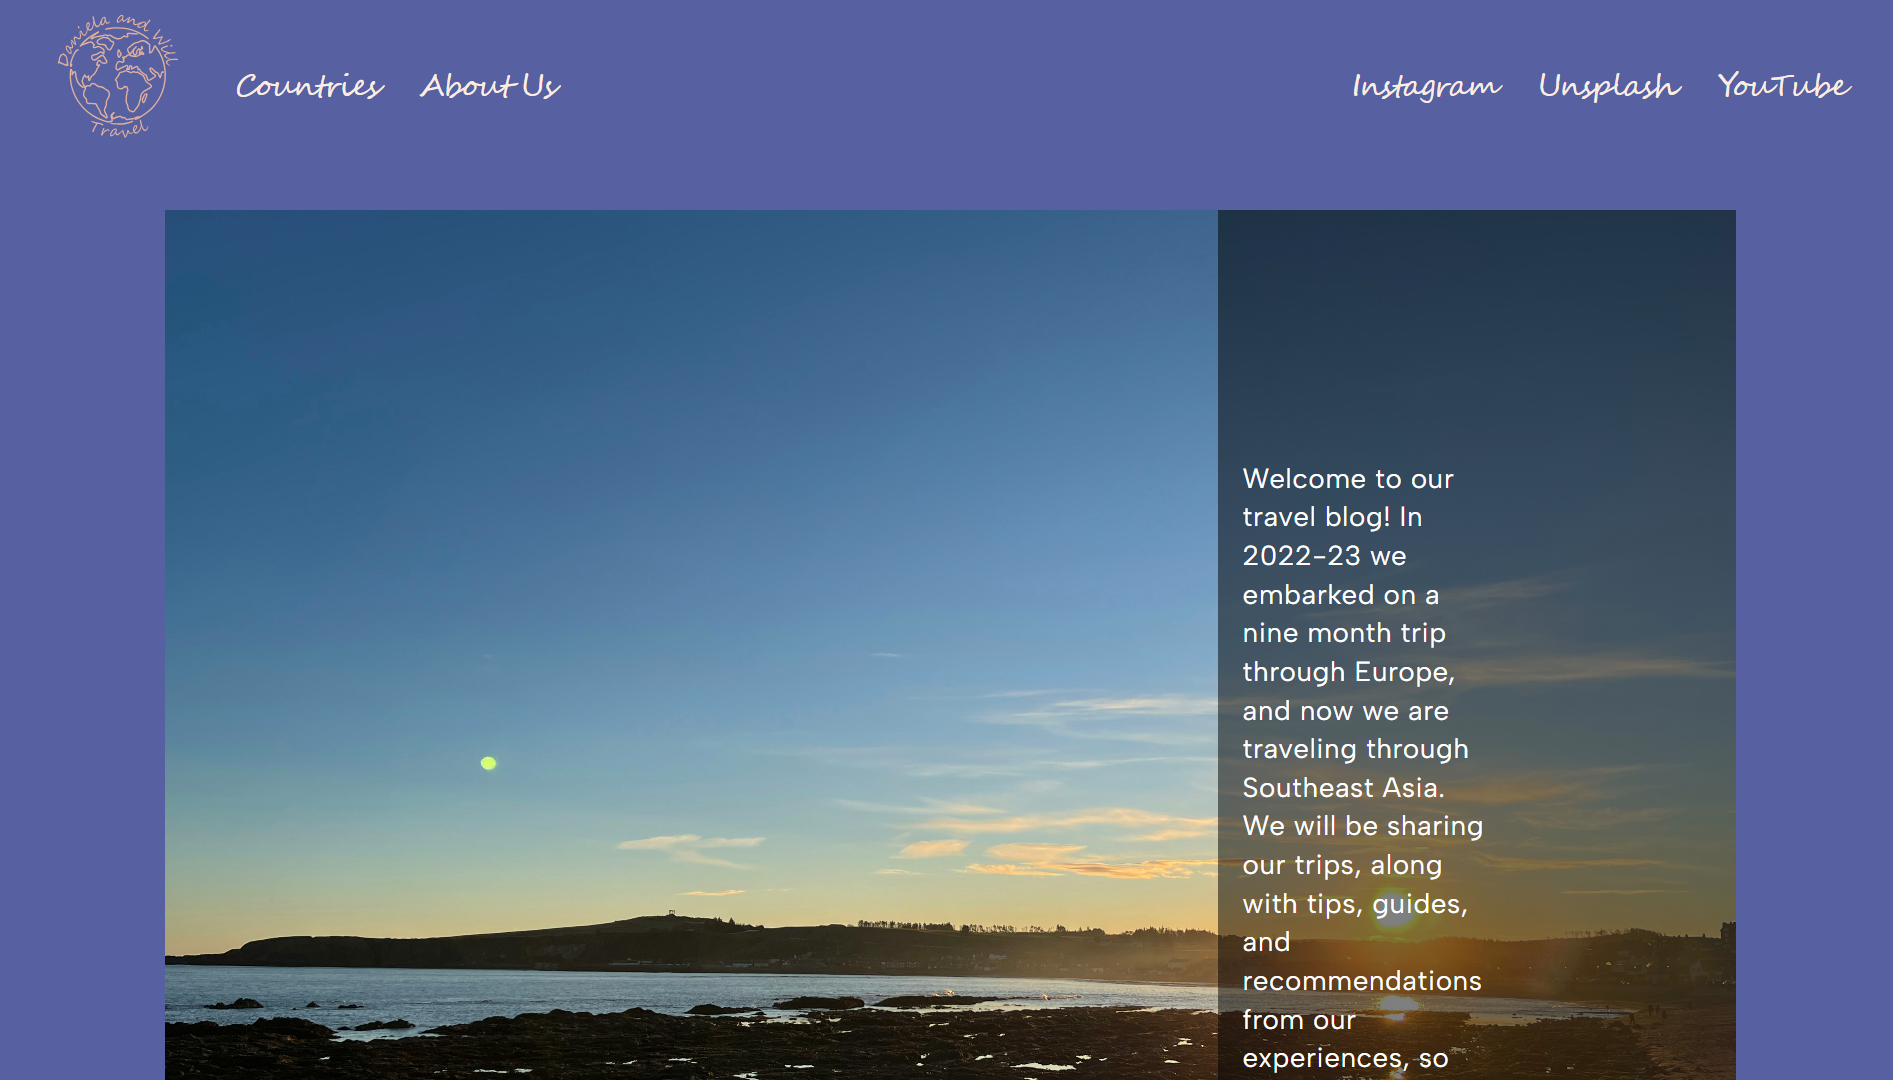 Daniela and Will
Travel
Countries
About Us
Instagram
Unsplash
YouTube
Welcome to our
travel blog! In
2022-23 we
embarked on a
nine month trip
through Europe,
and now we are
traveling through
Southeast Asia.
We will be sharing
our trips, along
with tips, guides,
and
recommendations
from our
experiences, so